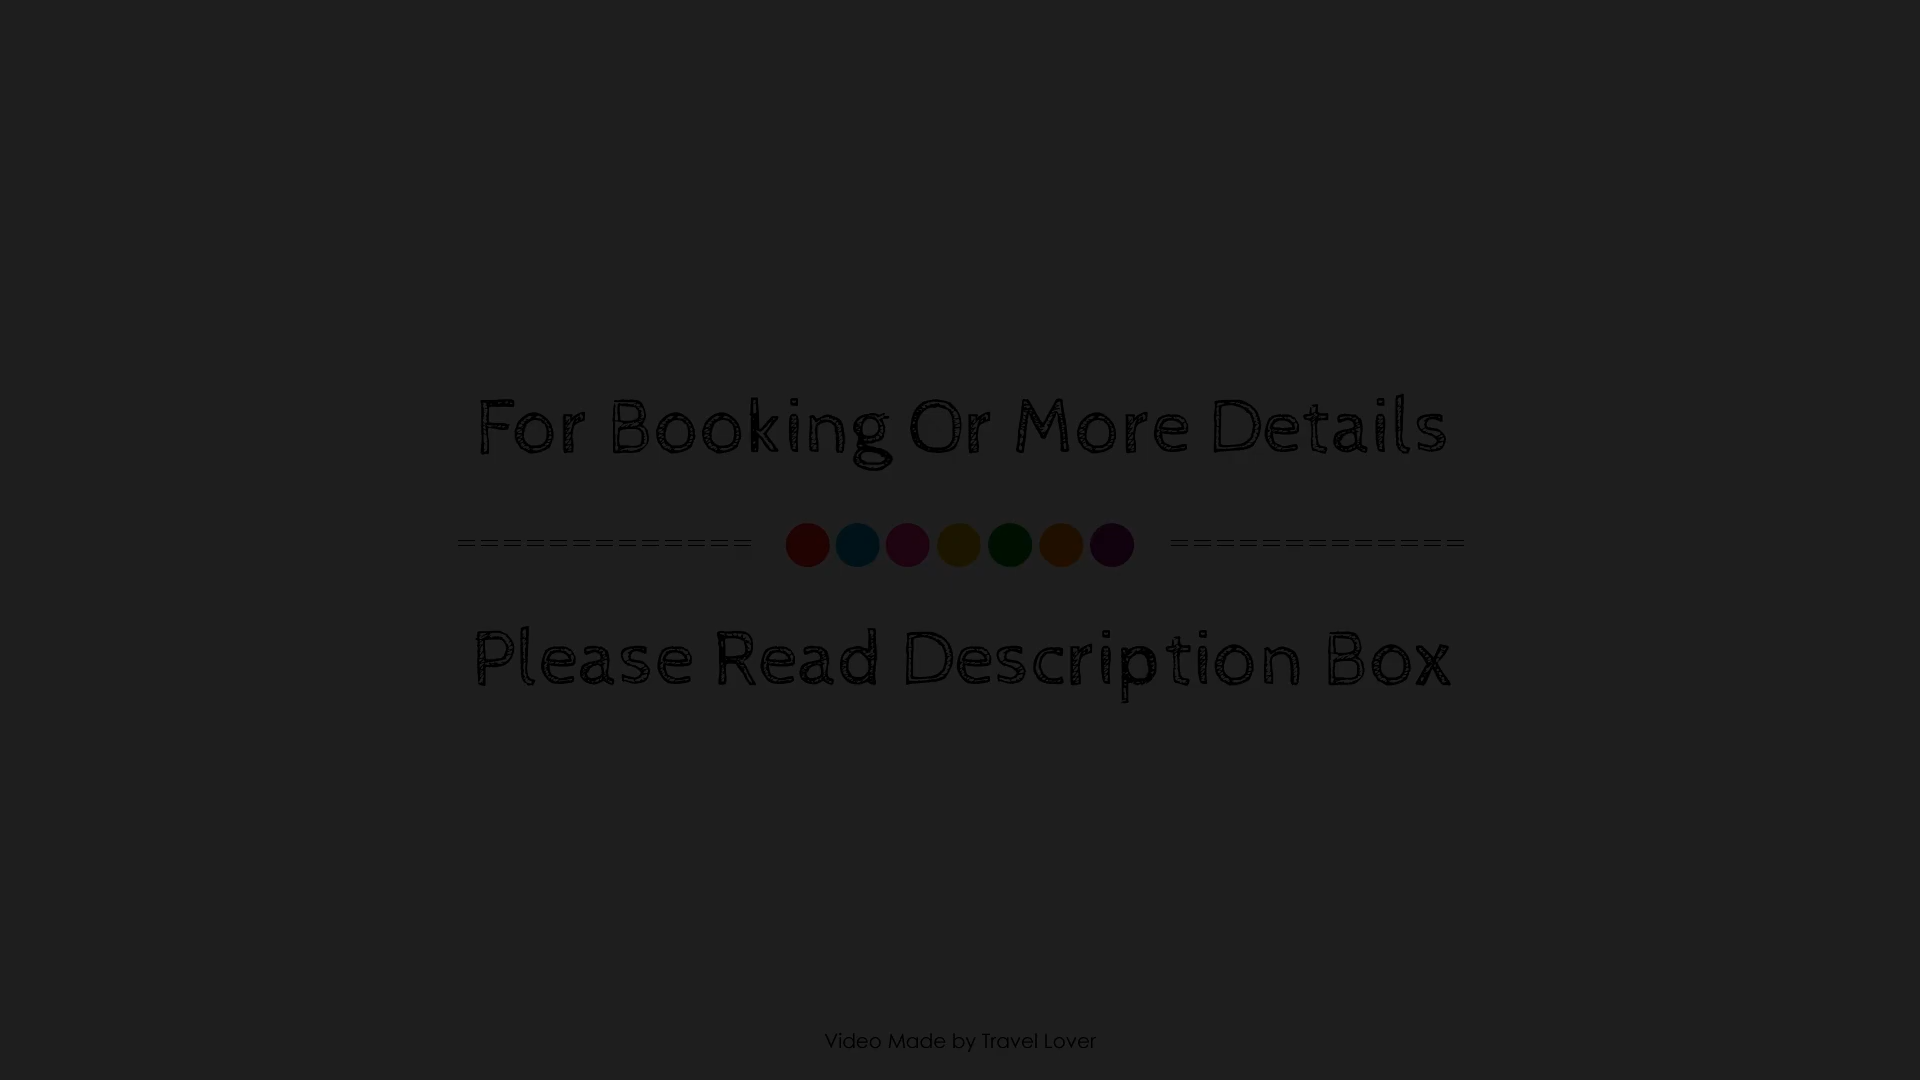 For Booking Or More Details
============= =============
Please Read Description Box
Video Made by Travel Lover